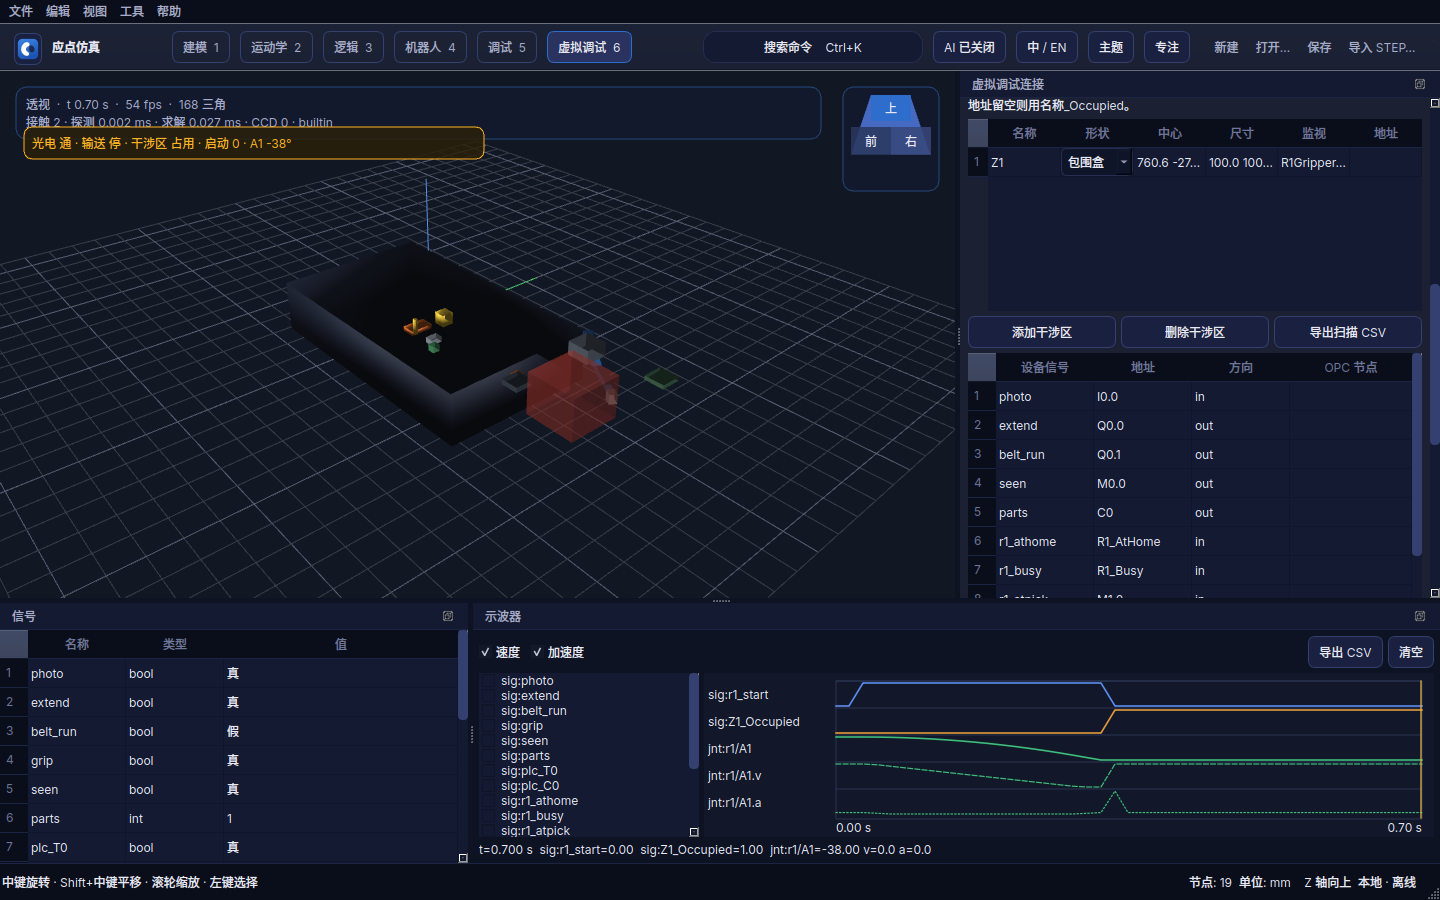 文件 编辑 视图 工具 帮助
应点仿真 建模 1 运动学 2 逻辑 3 机器人 4 调试 5 虚拟调试 6 搜索命令 Ctrl+K AI 已关闭 中 / EN 主题 专注 新建 打开... 保存 导入 STEP...
透视 · t 0.70 s · 54 fps · 168 三角
接触 2 · 探测 0.002 ms · 求解 0.027 ms · CCD 0 · builtin
光电 通 · 输送 停 · 干涉区 占用 · 启动 0 · A1 -38°
上
前 右
虚拟调试连接
地址留空则用名称_Occupied。
名称 形状 中心 尺寸 监视 地址
1 Z1 包围盒 760.6 -27... 100.0 100... R1Gripper...
添加干涉区 删除干涉区 导出扫描 CSV
设备信号 地址 方向 OPC 节点
1 photo I0.0 in
2 extend Q0.0 out
3 belt_run Q0.1 out
4 seen M0.0 out
5 parts C0 out
6 r1_athome R1_AtHome in
7 r1_busy R1_Busy in
信号
名称 类型 值
1 photo bool 真
2 extend bool 真
3 belt_run bool 假
4 grip bool 真
5 seen bool 真
6 parts int 1
7 plc_T0 bool 真
示波器
速度 加速度 导出 CSV 清空
sig:photo
sig:extend
sig:belt_run
sig:grip
sig:seen
sig:parts
sig:plc_T0
sig:plc_C0
sig:r1_athome
sig:r1_busy
sig:r1_atpick
sig:r1_start
sig:Z1_Occupied
jnt:r1/A1
jnt:r1/A1.v
jnt:r1/A1.a
0.00 s 0.70 s
t=0.700 s sig:r1_start=0.00 sig:Z1_Occupied=1.00 jnt:r1/A1=-38.00 v=0.0 a=0.0
中键旋转 · Shift+中键平移 · 滚轮缩放 · 左键选择 节点: 19 单位: mm Z 轴向上 本地 · 离线